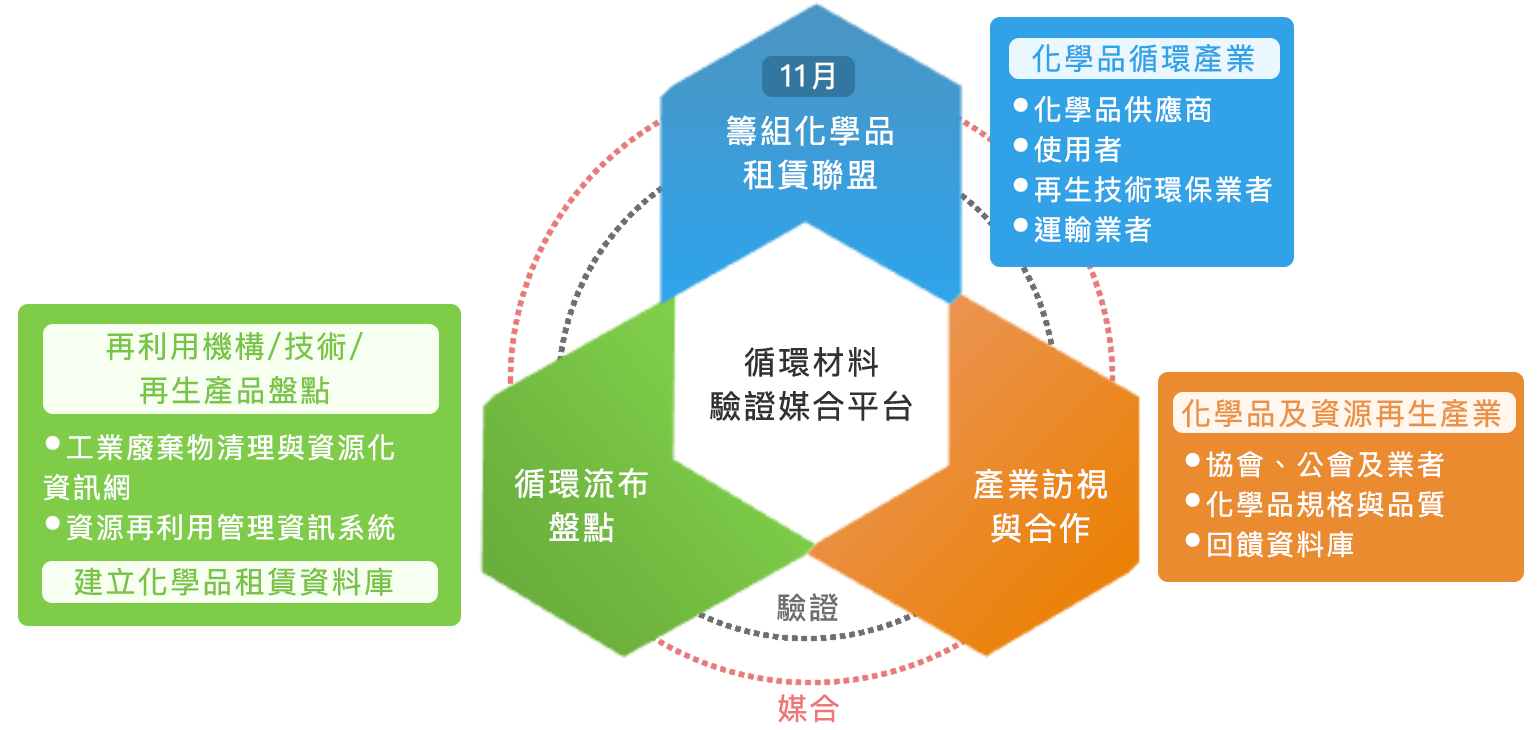 11月
籌組化學品
租賃聯盟
化學品循環產業
•化學品供應商
•使用者
•再生技術環保業者
•運輸業者
再利用機構/技術/
再生產品盤點
•工業廢棄物清理與資源化
資訊網
•資源再利用管理資訊系統
建立化學品租賃資料庫
循環材料
驗證媒合平台
循環流布
盤點
產業訪視
與合作
化學品及資源再生產業
•協會、公會及業者
•化學品規格與品質
•回饋資料庫
驗證
媒合